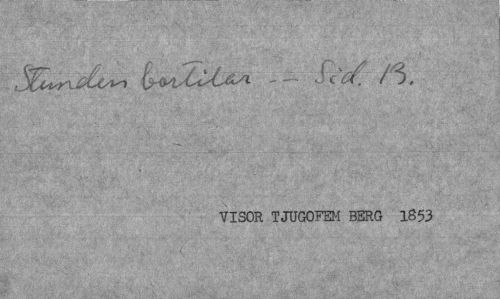 Stunden bortilar -- Sid. 13.
VISOR TJUGOFEM BERG 1853